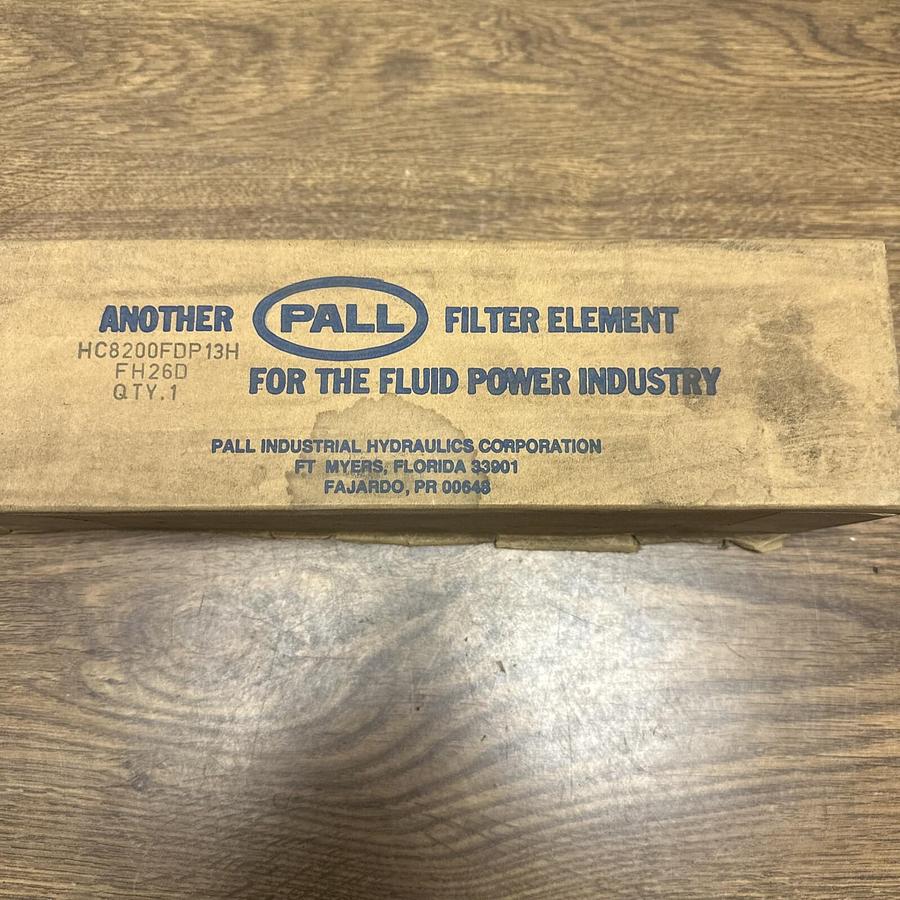 ANOTHER PALL FILTER ELEMENT
HC8200FDP13H
FH26D
QTY.1
FOR THE FLUID POWER INDUSTRY
PALL INDUSTRIAL HYDRAULICS CORPORATION
FT MYERS, FLORIDA 33901
FAJARDO, PR 00648